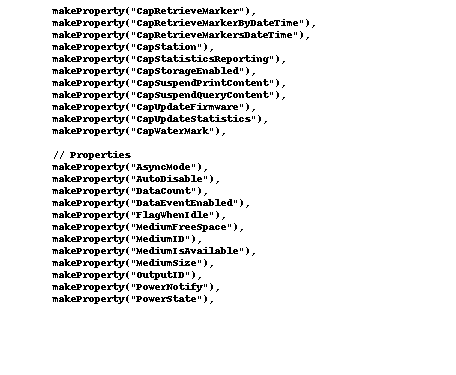 makeProperty("CapRetrieveMarker"),
makeProperty("CapRetrieveMarkerByDateTime"),
makeProperty("CapRetrieveMarkersDateTime"),
makeProperty("CapStation"),
makeProperty("CapStatisticsReporting"),
makeProperty("CapStorageEnabled"),
makeProperty("CapSuspendPrintContent"),
makeProperty("CapSuspendQueryContent"),
makeProperty("CapUpdateFirmware"),
makeProperty("CapUpdateStatistics"),
makeProperty("CapWaterMark"),
// Properties
makeProperty("AsyncMode"),
makeProperty("AutoDisable"),
makeProperty("DataCount"),
makeProperty("DataEventEnabled"),
makeProperty("FlagWhenIdle"),
makeProperty("MediumFreeSpace"),
makeProperty("MediumID"),
makeProperty("MediumIsAvailable"),
makeProperty("MediumSize"),
makeProperty("OutputID"),
makeProperty("PowerNotify"),
makeProperty("PowerState"),